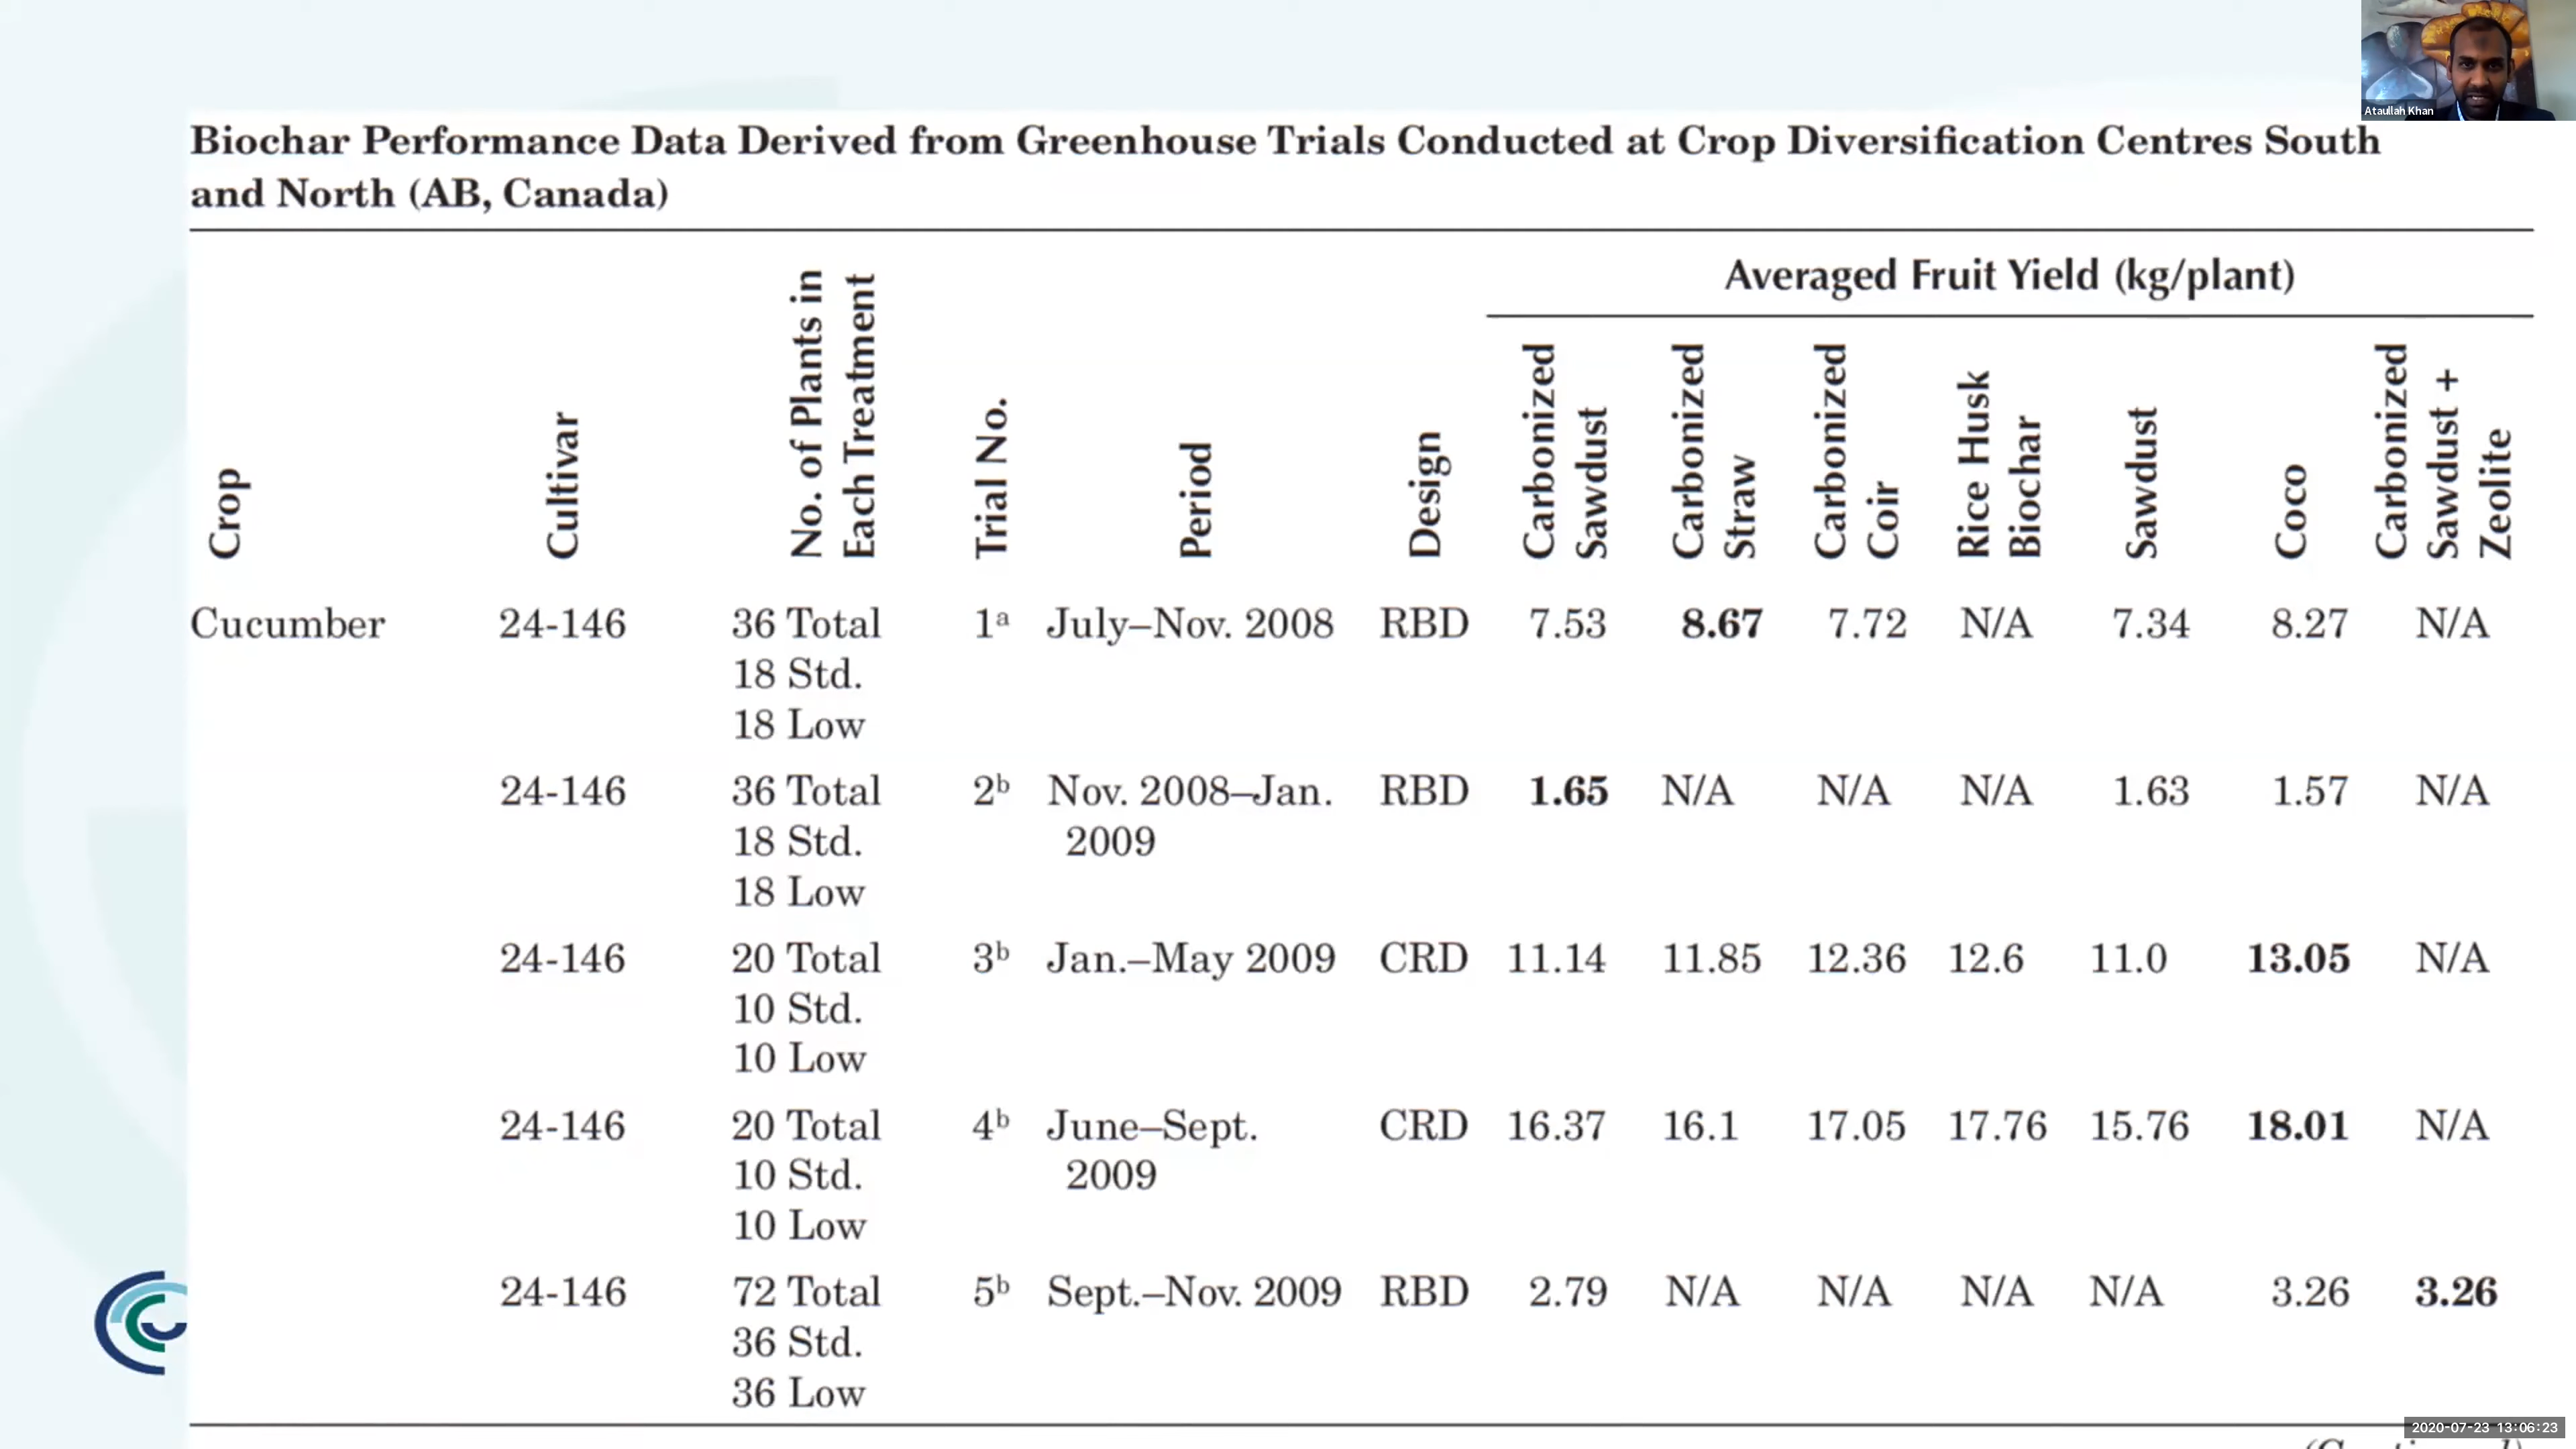 Ataullah Khan
Biochar Performance Data Derived from Greenhouse Trials Conducted at Crop Diversification Centres South
and North (AB, Canada)
Averaged Fruit Yield (kg/plant)
Crop
Cultivar
No. of Plants in
Each Treatment
Trial No.
Period
Design
Carbonized
Sawdust
Carbonized
Straw
Carbonized
Coir
Rice Husk
Biochar
Sawdust
Coco
Carbonized
Sawdust +
Zeolite
Cucumber 24-146 36 Total 1ᵃ July–Nov. 2008 RBD 7.53 8.67 7.72 N/A 7.34 8.27 N/A
18 Std.
18 Low
24-146 36 Total 2ᵇ Nov. 2008–Jan. RBD 1.65 N/A N/A N/A 1.63 1.57 N/A
18 Std. 2009
18 Low
24-146 20 Total 3ᵇ Jan.–May 2009 CRD 11.14 11.85 12.36 12.6 11.0 13.05 N/A
10 Std.
10 Low
24-146 20 Total 4ᵇ June–Sept. CRD 16.37 16.1 17.05 17.76 15.76 18.01 N/A
10 Std. 2009
10 Low
24-146 72 Total 5ᵇ Sept.–Nov. 2009 RBD 2.79 N/A N/A N/A N/A 3.26 3.26
36 Std.
36 Low
2020-07-23 13:06:23